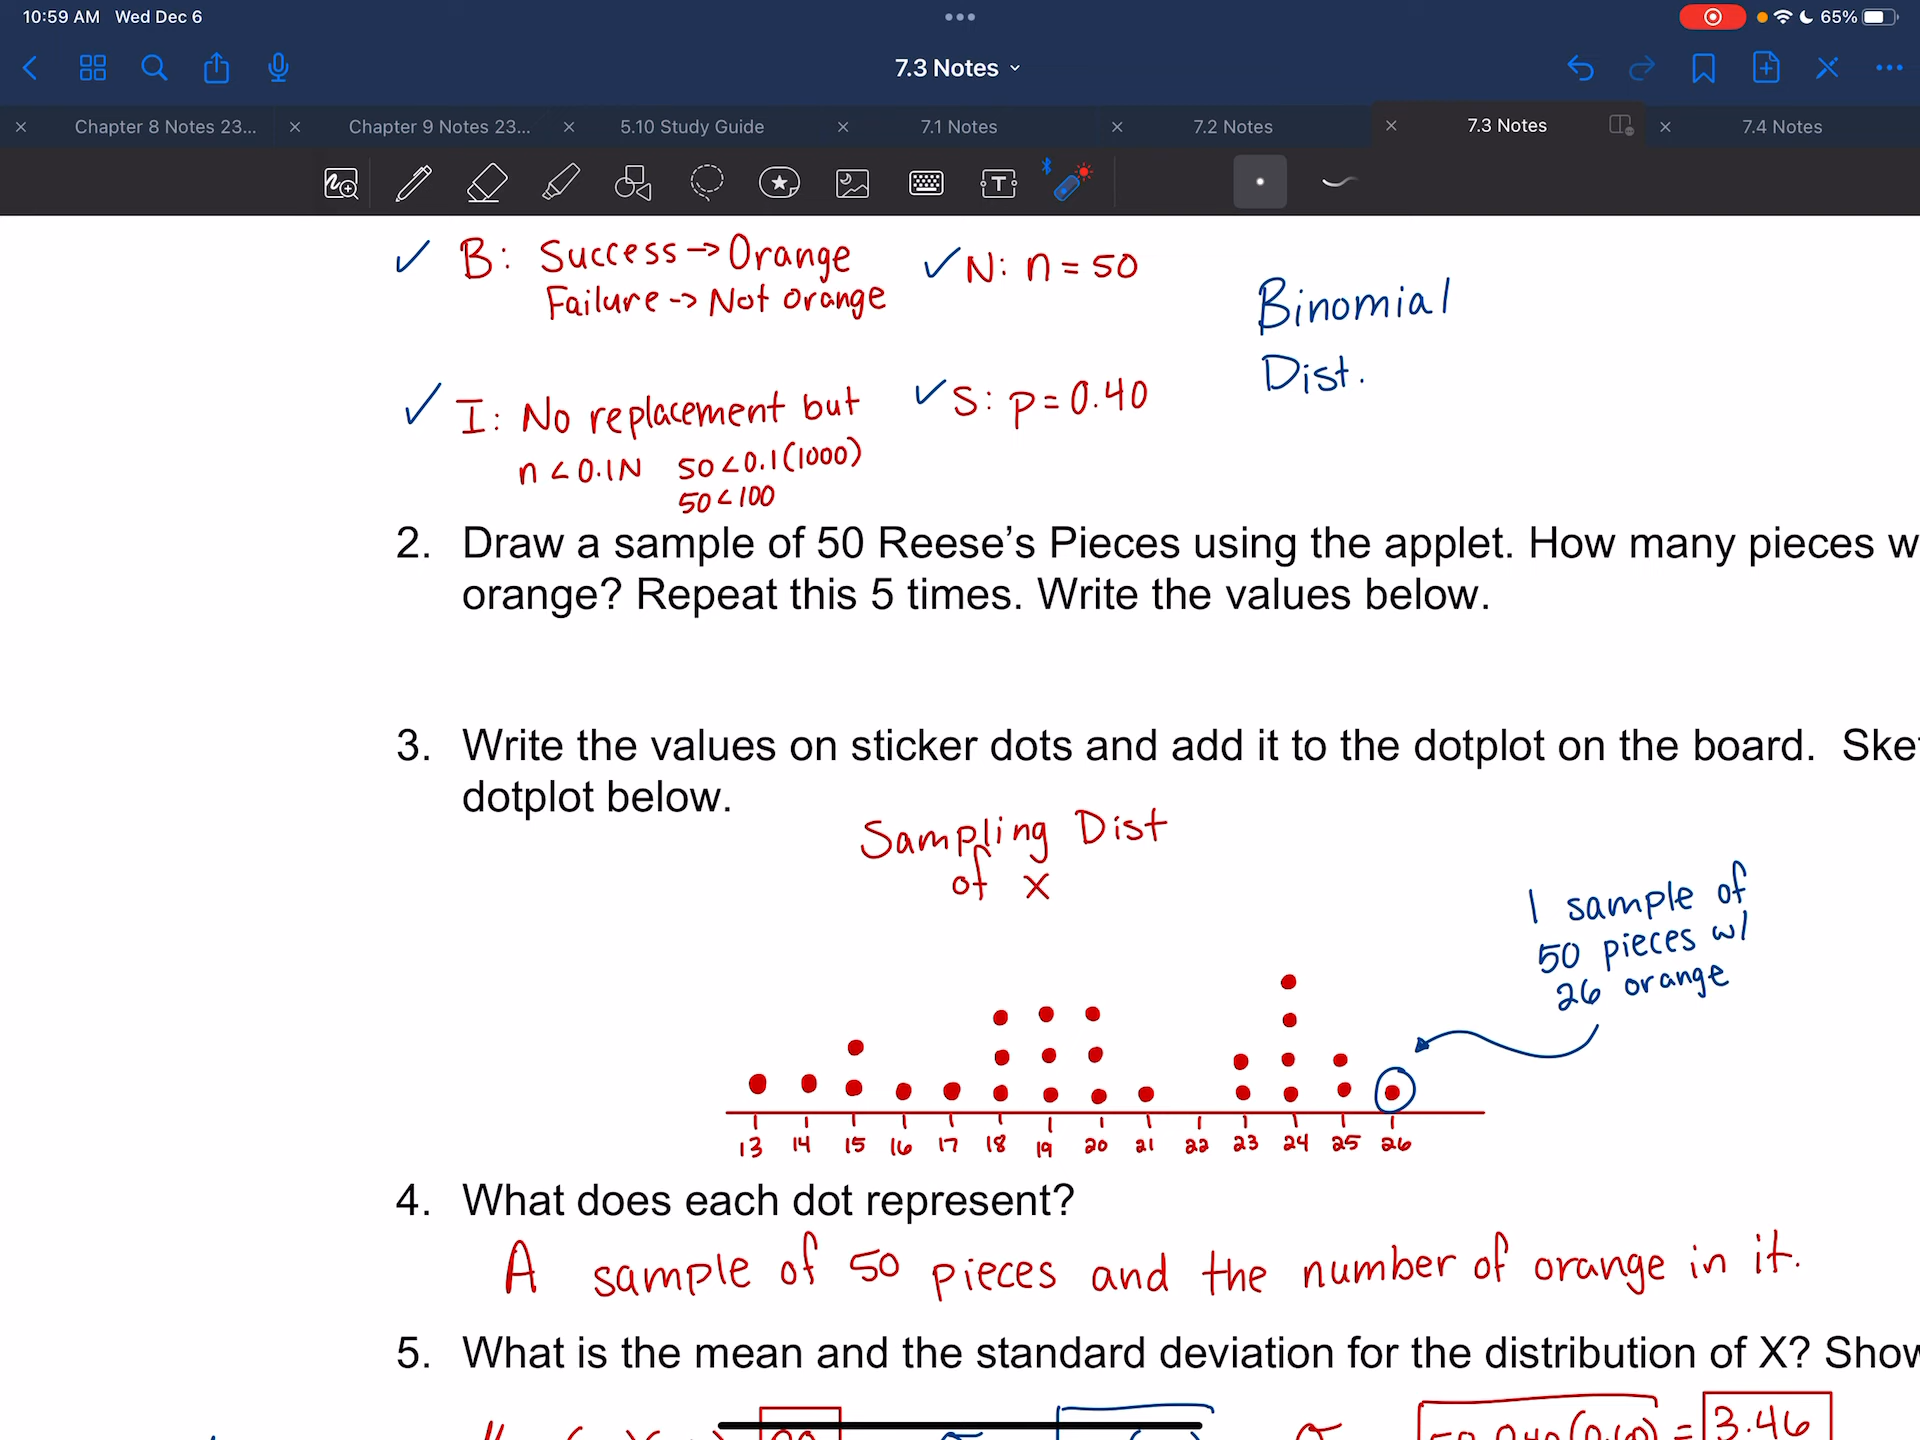 10:59 AM Wed Dec 6
65%
7.3 Notes
Chapter 8 Notes 23...
Chapter 9 Notes 23...
5.10 Study Guide
7.1 Notes
7.2 Notes
7.3 Notes
7.4 Notes
✓ B: Success → Orange
Failure -> Not orange
✓ N: n = 50
Binomial
Dist.
✓ I: No replacement but
n < 0.1N 50 < 0.1(1000)
50 < 100
✓ S: p = 0.40
2. Draw a sample of 50 Reese's Pieces using the applet. How many pieces w
orange? Repeat this 5 times. Write the values below.
3. Write the values on sticker dots and add it to the dotplot on the board. Ske
dotplot below.
Sampling Dist
of X
1 sample of
50 pieces w/
26 orange
13 14 15 16 17 18 19 20 21 22 23 24 25 26
4. What does each dot represent?
A sample of 50 pieces and the number of orange in it.
5. What is the mean and the standard deviation for the distribution of X? Show
= 3.46